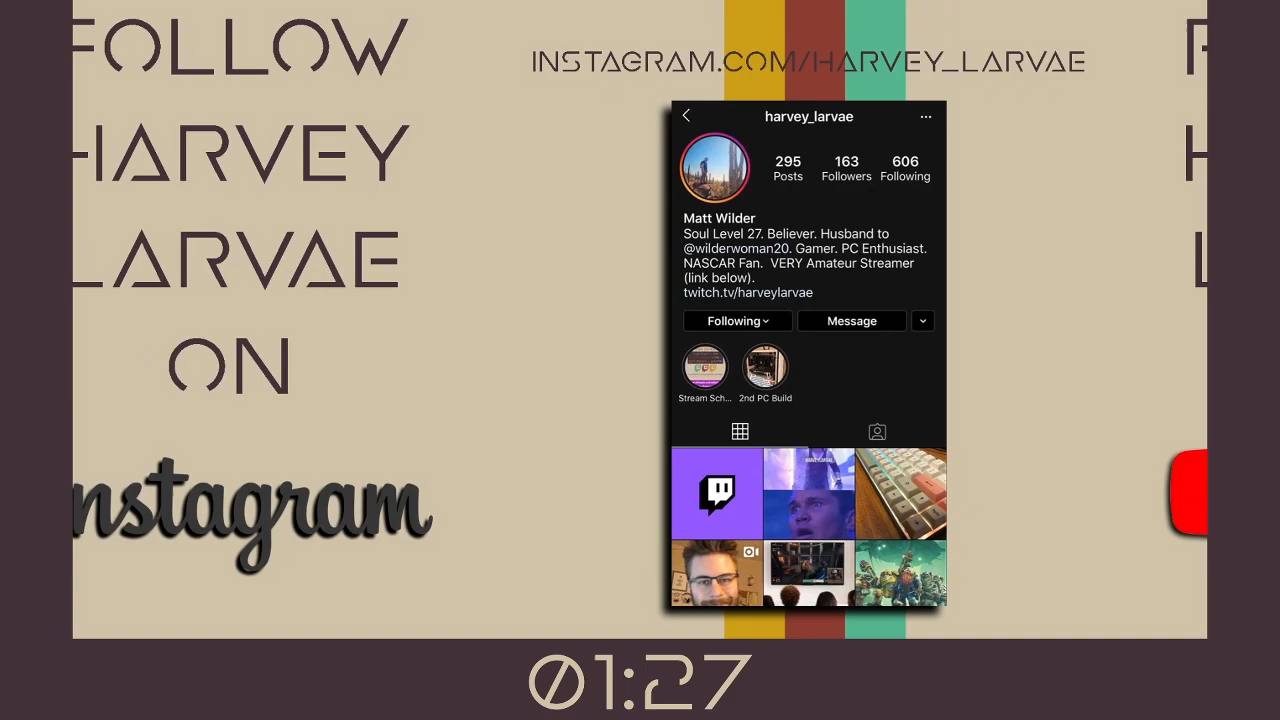 FOLLOW
HARVEY
LARVAE
ON
Instagram
INSTAGRAM.COM/HARVEY_LARVAE
harvey_larvae
295 163 606
Posts Followers Following
Matt Wilder
Soul Level 27. Believer. Husband to
@wilderwoman20. Gamer. PC Enthusiast.
NASCAR Fan. VERY Amateur Streamer
(link below).
twitch.tv/harveylarvae
Following Message
Stream Sch... 2nd PC Build
01:27